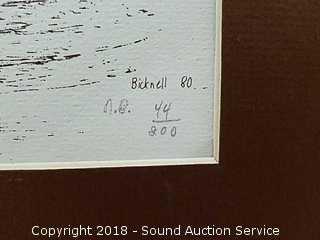 Bicknell 80
A.B. 44
200
Copyright 2018 - Sound Auction Service